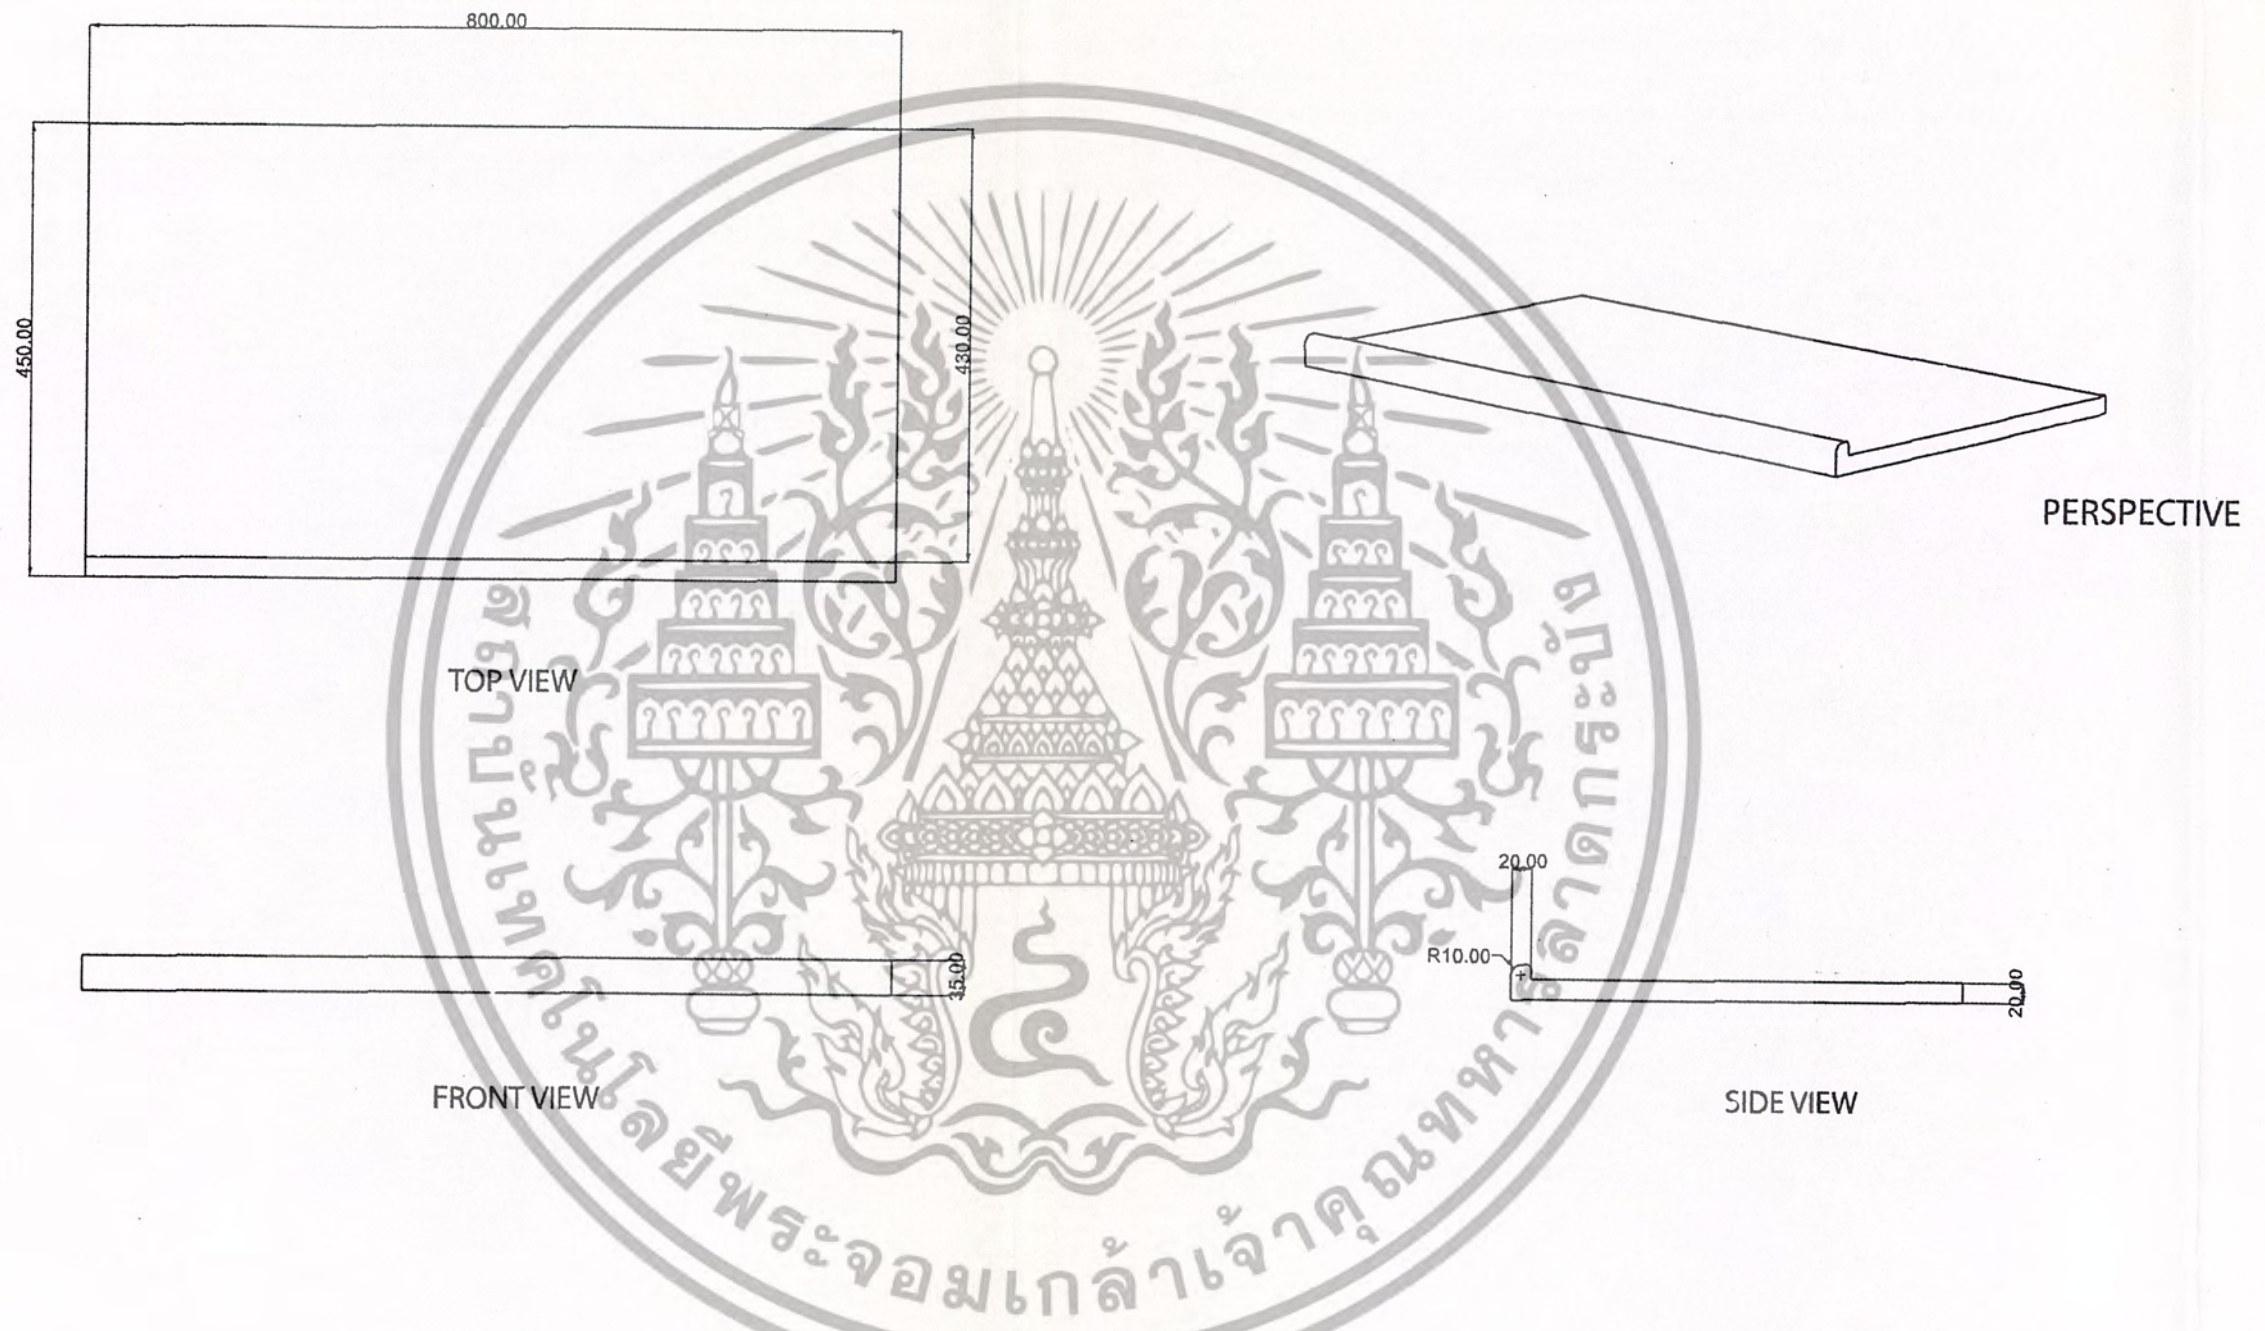 800.00
450.00
430.00
PERSPECTIVE
TOP VIEW
20.00
R10.00
35.00
20.00
FRONT VIEW
SIDE VIEW
สถาบันเทคโนโลยีพระจอมเกล้าเจ้าคุณทหารลาดกระบัง